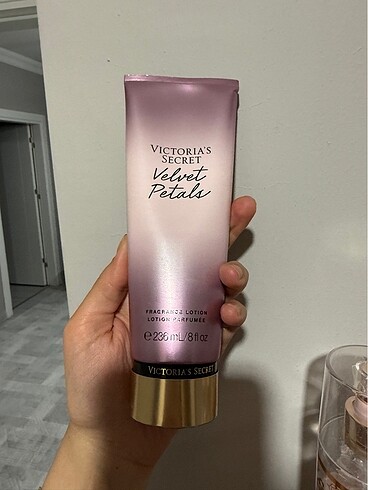 VICTORIA'S
SECRET
Velvet
Petals
FRAGRANCE LOTION
LOTION PARFUMÉE
℮ 236 mL/8 fl oz
VICTORIA'S SECRET